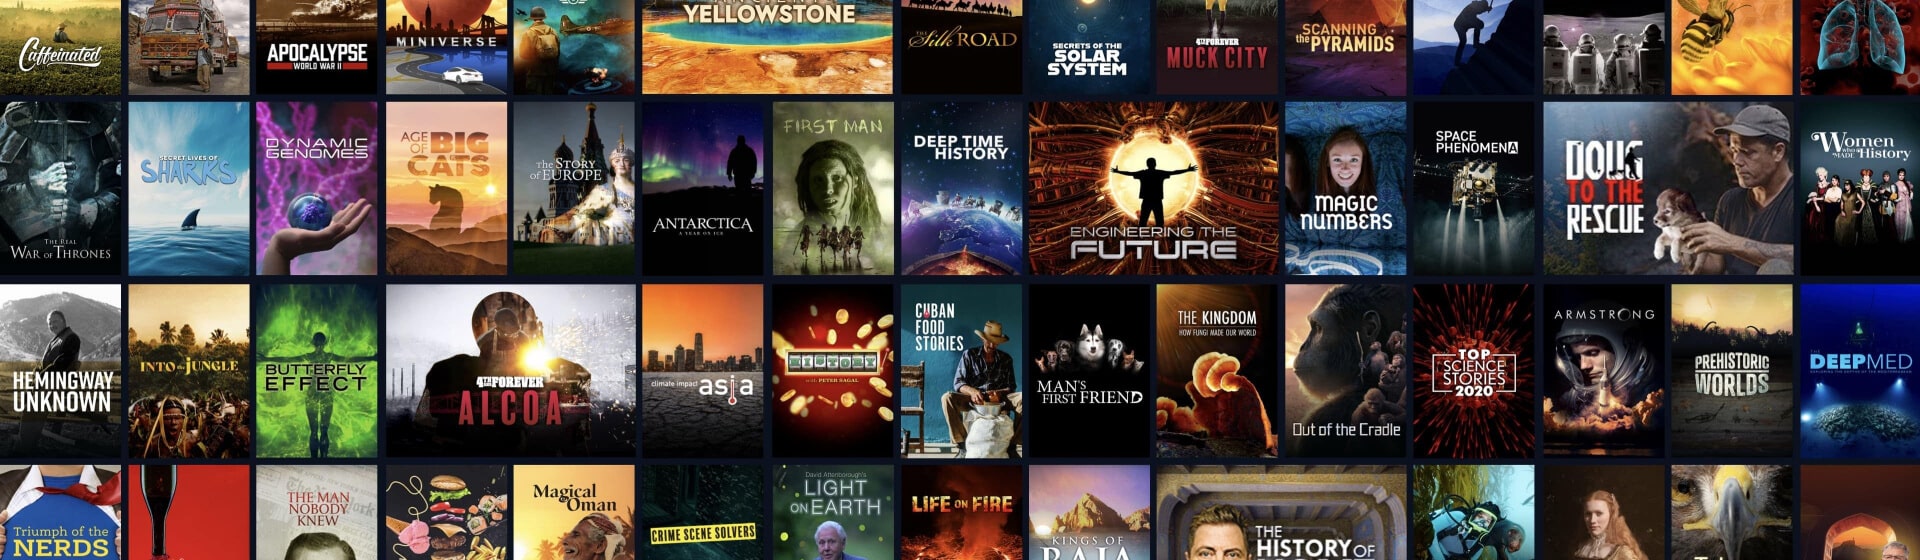 Caffeinated
APOCALYPSE
WORLD WAR II
MINIVERSE
YELLOWSTONE
THE Silk ROAD
SECRETS OF THE
SOLAR
SYSTEM
4TH AND FOREVER
MUCK CITY
SCANNING
the PYRAMIDS
THE REAL
WAR OF THRONES
SECRET LIVES OF
SHARKS
DYNAMIC
GENOMES
AGE
OF BIG
CATS
The STORY
OF EUROPE
ANTARCTICA
A YEAR ON ICE
FIRST MAN
DEEP TIME
HISTORY
ENGINEERING THE
FUTURE
MAGIC
NUMBERS
SPACE
PHENOMENA
DOUG
TO THE
RESCUE
Women
WHO MADE History
HEMINGWAY
UNKNOWN
INTO the JUNGLE
BUTTERFLY
EFFECT
4TH AND FOREVER
ALCOA
climate impact
asia
HISTORY
with PETER SAGAL
CUBAN
FOOD
STORIES
MAN'S
FIRST FRIEND
THE KINGDOM
HOW FUNGI MADE OUR WORLD
Out of the Cradle
TOP
SCIENCE
STORIES
2020
ARMSTRONG
PREHISTORIC
WORLDS
DEEPMED
Triumph of the
NERDS
THE MAN
NOBODY
KNEW
Magical
Oman
CRIME SCENE SOLVERS
David Attenborough's
LIGHT
ON EARTH
LIFE ON FIRE
KINGS OF
BAJA
THE
HISTORY OF